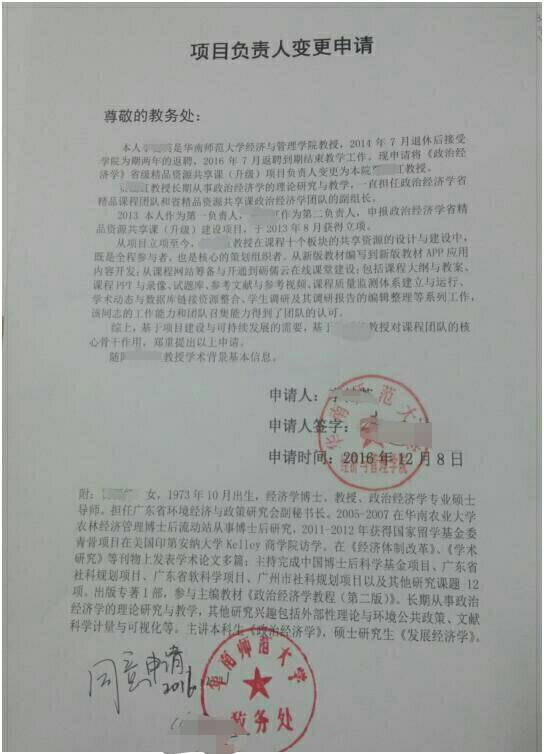 项目负责人变更申请
尊敬的教务处：
本人李 是华南师范大学经济与管理学院教授，2014 年 7 月退休后接受
学院为期两年的返聘，2016 年 7 月返聘到期结束教学工作。现申请将《政治经
济学》省级精品资源共享课（升级）项目负责人变更为本院 教授。
红教授长期从事政治经济学的理论研究与教学，一直担任政治经济学省
精品课程团队和省精品资源共享课政治经济学团队的副组长。
2013 本人作为第一负责人， 作为第二负责人，申报政治经济学省精
品资源共享课（升级）建设项目，于 2013 年 8 月获得立项。
从项目立项至今， 教授在课程十个板块的共享资源的设计与建设中，
既是全程参与者，也是核心的策划组织者。从新版教材编写到新版教材 APP 应用
内容开发；从课程网站筹备与开通到砺儒云在线课堂建设；包括课程大纲与教案、
课程 PPT 与录像、试题库、参考文献与参考视频、课程质量监测体系建立与运行、
学术动态与数据库链接资源整合、学生调研及其调研报告的编辑整理等系列工作，
该同志的工作能力和团队召集能力得到了团队的认可。
综上，基于项目建设与可持续发展的需要，基于 教授对课程团队的核
心骨干作用，郑重提出以上申请。
随 教授学术背景基本信息。
申请人：
申请人签字：
申请时间：2016 年 12 月 8 日
华南师范大
经济与管理学院
附： 女，1973 年 10 月出生，经济学博士、教授、政治经济学专业硕士
导师。担任广东省环境经济与政策研究会副秘书长。2005-2007 在华南农业大学
农林经济管理博士后流动站从事博士后研究，2011-2012 年获得国家留学基金委
青骨项目在美国印第安纳大学 Kelley 商学院访学。在《经济体制改革》、《学术
研究》等刊物上发表学术论文多篇；主持完成中国博士后科学基金项目、广东省
社科规划项目、广东省软科学项目、广州市社科规划项目以及其他研究课题 12
项。出版专著 1 部，参与主编教材《政治经济学教程（第二版）》。长期从事政治
经济学的理论研究与教学，其他研究兴趣包括外部性理论与环境公共政策、文献
科学计量与可视化等。主讲本科生《政治经济学》，硕士研究生《发展经济学》。
同意申请
2016
华南师范大学
教务处